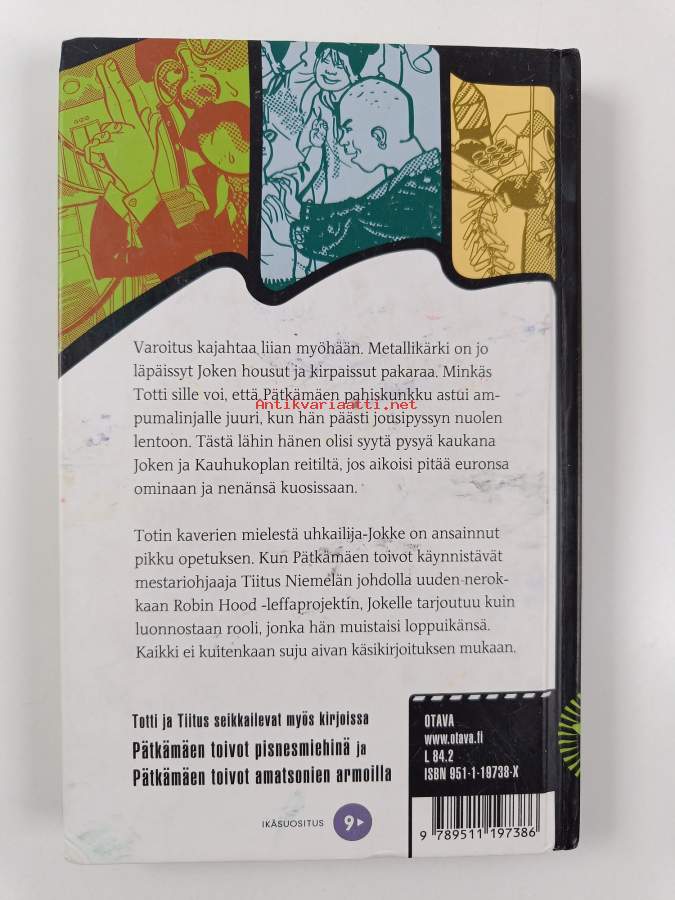 Varoitus kajahtaa liian myöhään. Metallikärki on jo
läpäissyt Joken housut ja kirpaissut pakaraa. Minkäs
Totti sille voi, että Pätkämäen pahiskunkku astui am-
Antikvariaatti.net
pumalinjalle juuri, kun hän päästi jousipyssyn nuolen
lentoon. Tästä lähin hänen olisi syytä pysyä kaukana
Joken ja Kauhukoplan reitiltä, jos aikoisi pitää euronsa
ominaan ja nenänsä kuosissaan.
Totin kaverien mielestä uhkailija-Jokke on ansainnut
pikku opetuksen. Kun Pätkämäen toivot käynnistävät
mestariohjaaja Tiitus Niemelän johdolla uuden nerok-
kaan Robin Hood -leffaprojektin, Jokelle tarjoutuu kuin
luonnostaan rooli, jonka hän muistaisi loppuikänsä.
Kaikki ei kuitenkaan suju aivan käsikirjoituksen mukaan.
Totti ja Tiitus seikkailevat myös kirjoissa
Pätkämäen toivot pisnesmiehinä ja
Pätkämäen toivot amatsonien armoilla
IKÄSUOSITUS 9
OTAVA
www.otava.fi
L 84.2
ISBN 951-1-19738-X
9 789511 197386